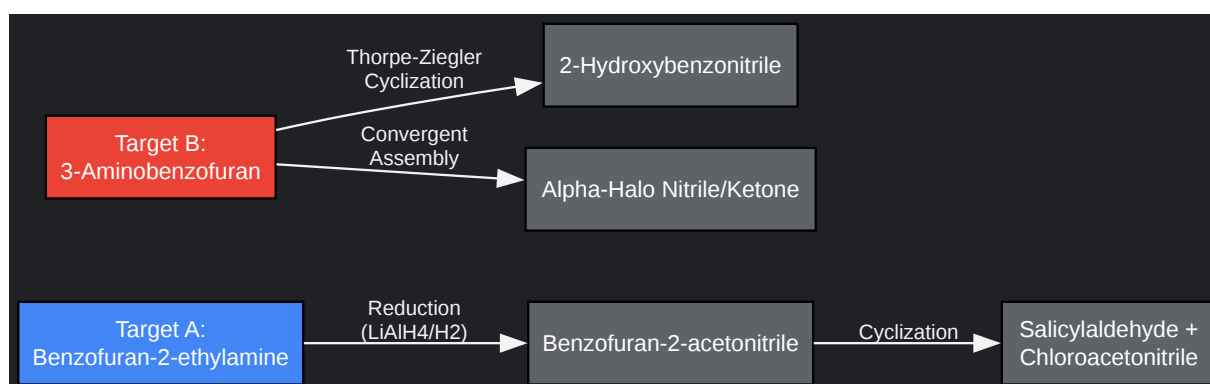 Thorpe-Ziegler
Cyclization
2-Hydroxybenzonitrile
Target B:
3-Aminobenzofuran
Convergent
Assembly
Alpha-Halo Nitrile/Ketone
Target A:
Benzofuran-2-ethylamine
Reduction
(LiAlH4/H2)
Benzofuran-2-acetonitrile
Cyclization
Salicylaldehyde +
Chloroacetonitrile